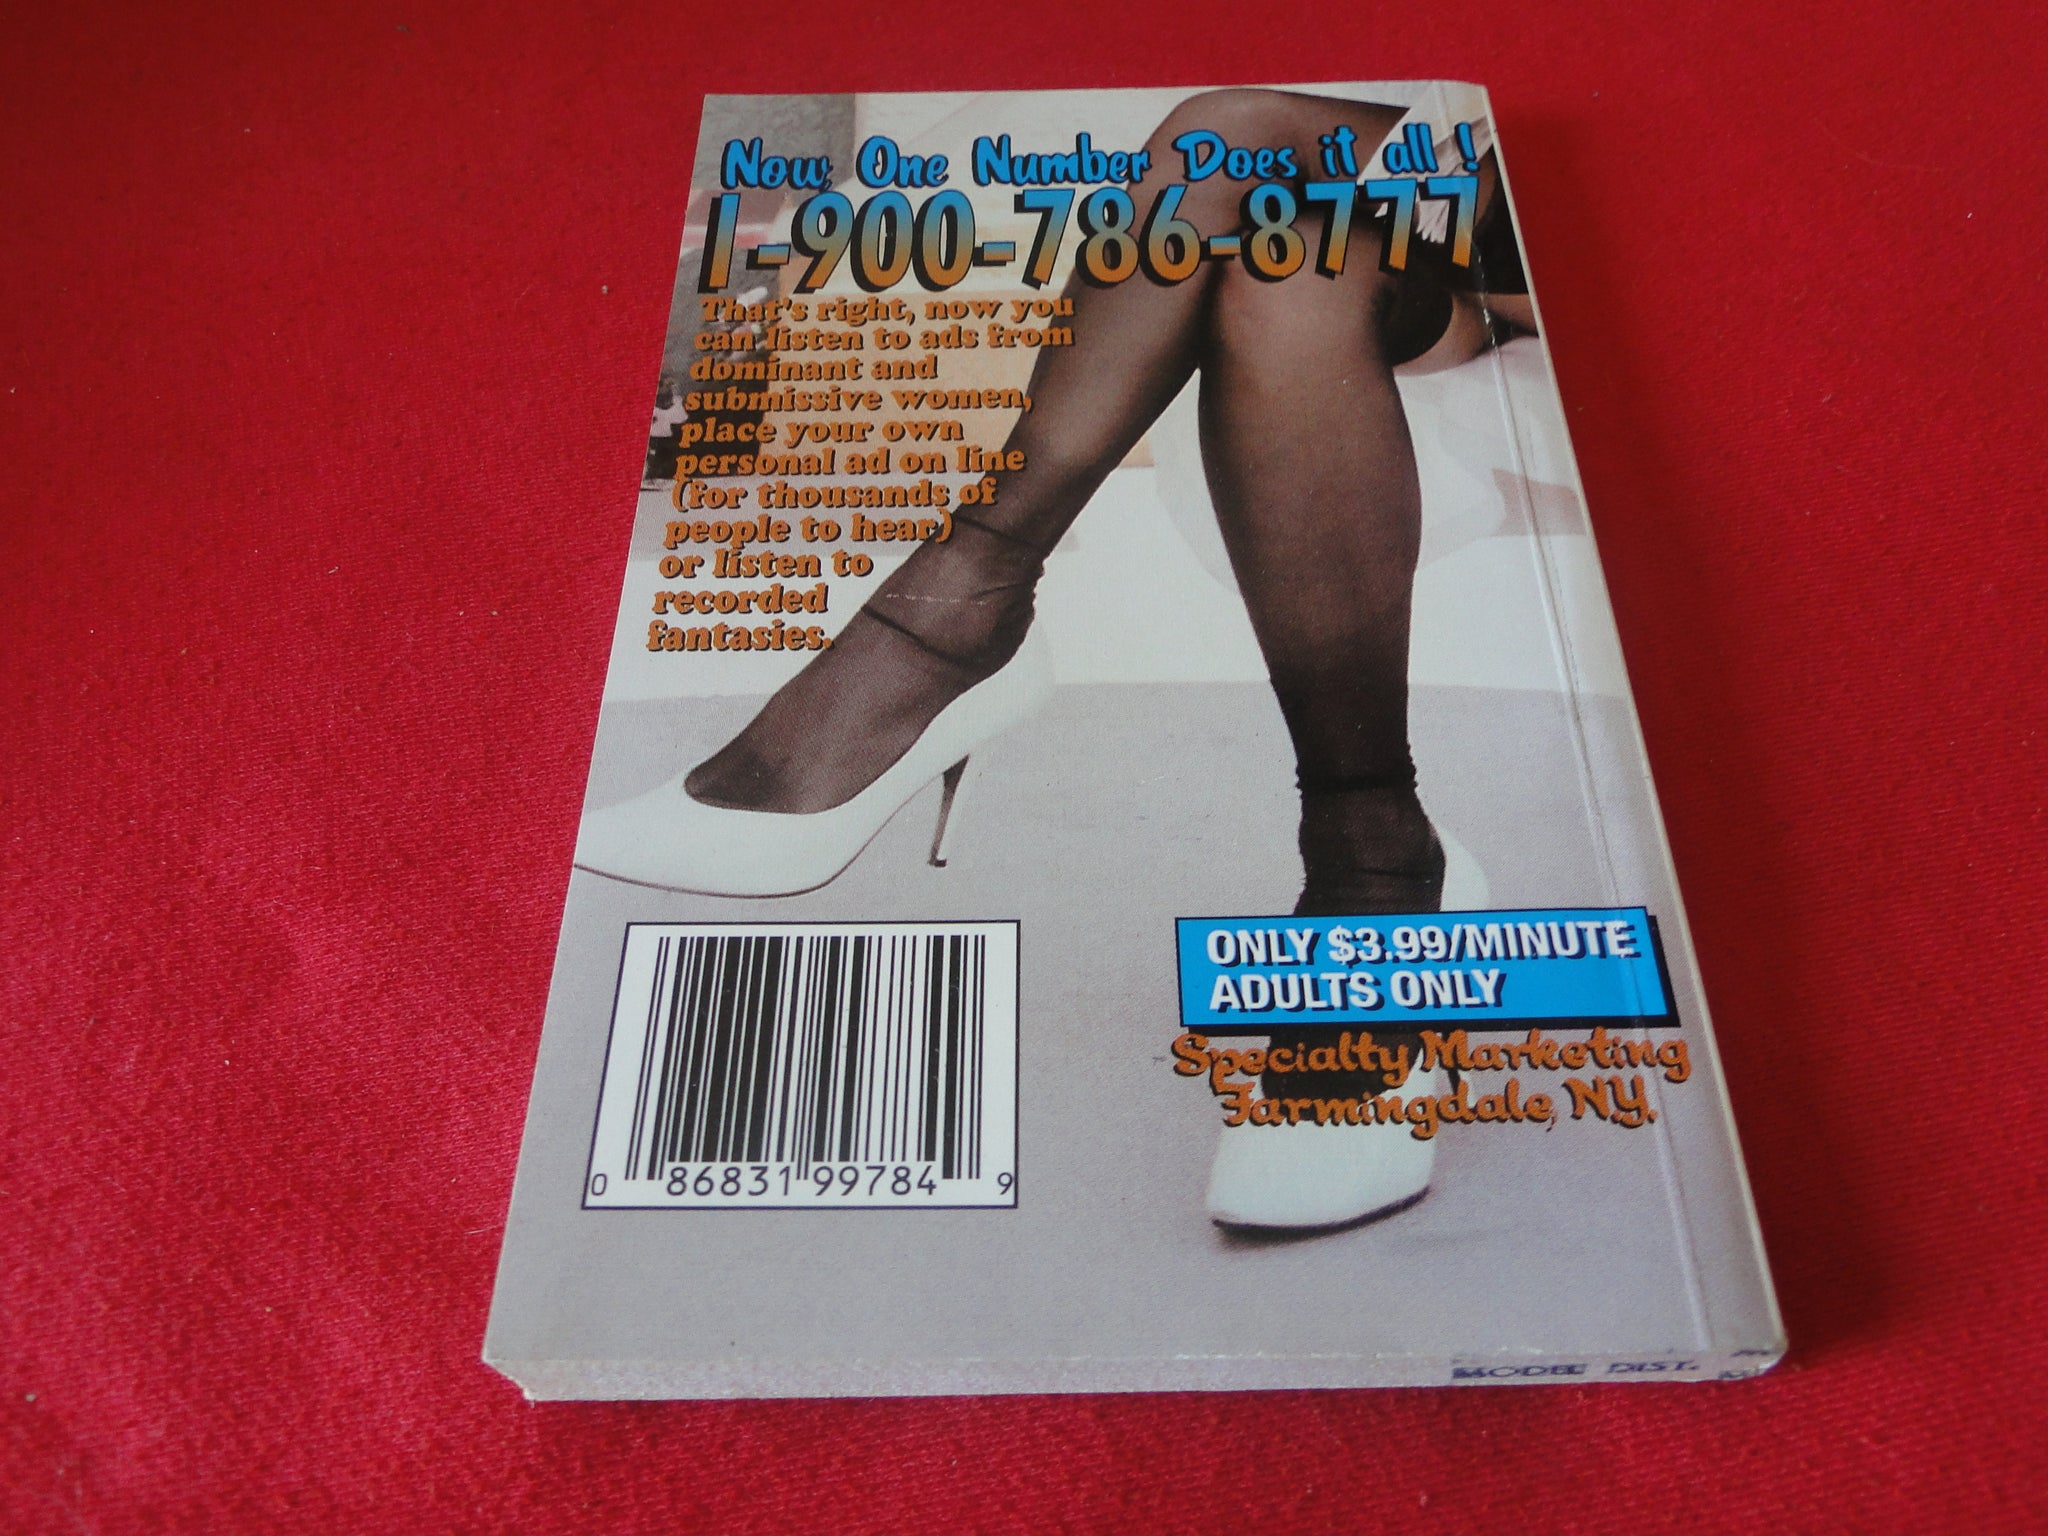 Now, One Number Does it all !
1-900-786-8777
That's right, now you
can listen to ads from
dominant and
submissive women,
place your own
personal ad on line
(for thousands of
people to hear)
or listen to
recorded
fantasies.
ONLY $3.99/MINUTE
ADULTS ONLY
Specialty Marketing
Farmingdale, N.Y.
0 86831 99784 9
MODEL DIST.